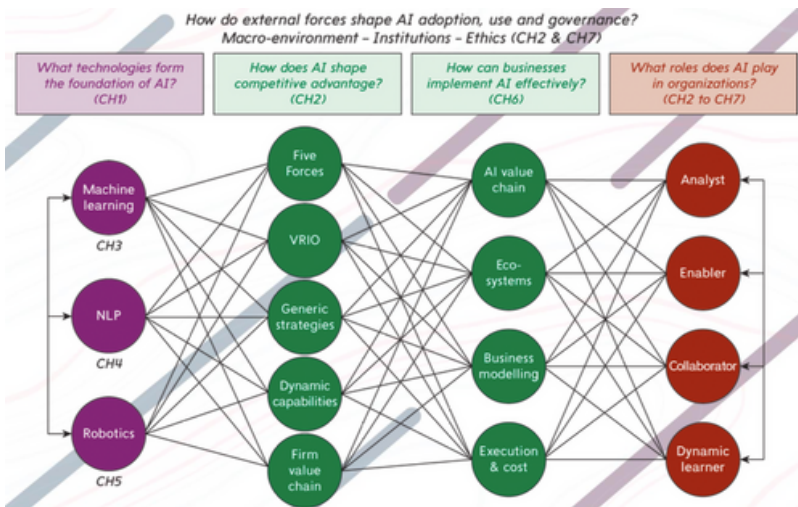 How do external forces shape AI adoption, use and governance?
Macro-environment – Institutions – Ethics (CH2 & CH7)
What technologies form
the foundation of AI?
(CH1)
How does AI shape
competitive advantage?
(CH2)
How can businesses
implement AI effectively?
(CH6)
What roles does AI play
in organizations?
(CH2 to CH7)
Machine
learning
CH3
NLP
CH4
Robotics
CH5
Five
Forces
VRIO
Generic
strategies
Dynamic
capabilities
Firm
value
chain
AI value
chain
Eco-
systems
Business
modelling
Execution
& cost
Analyst
Enabler
Collaborator
Dynamic
learner